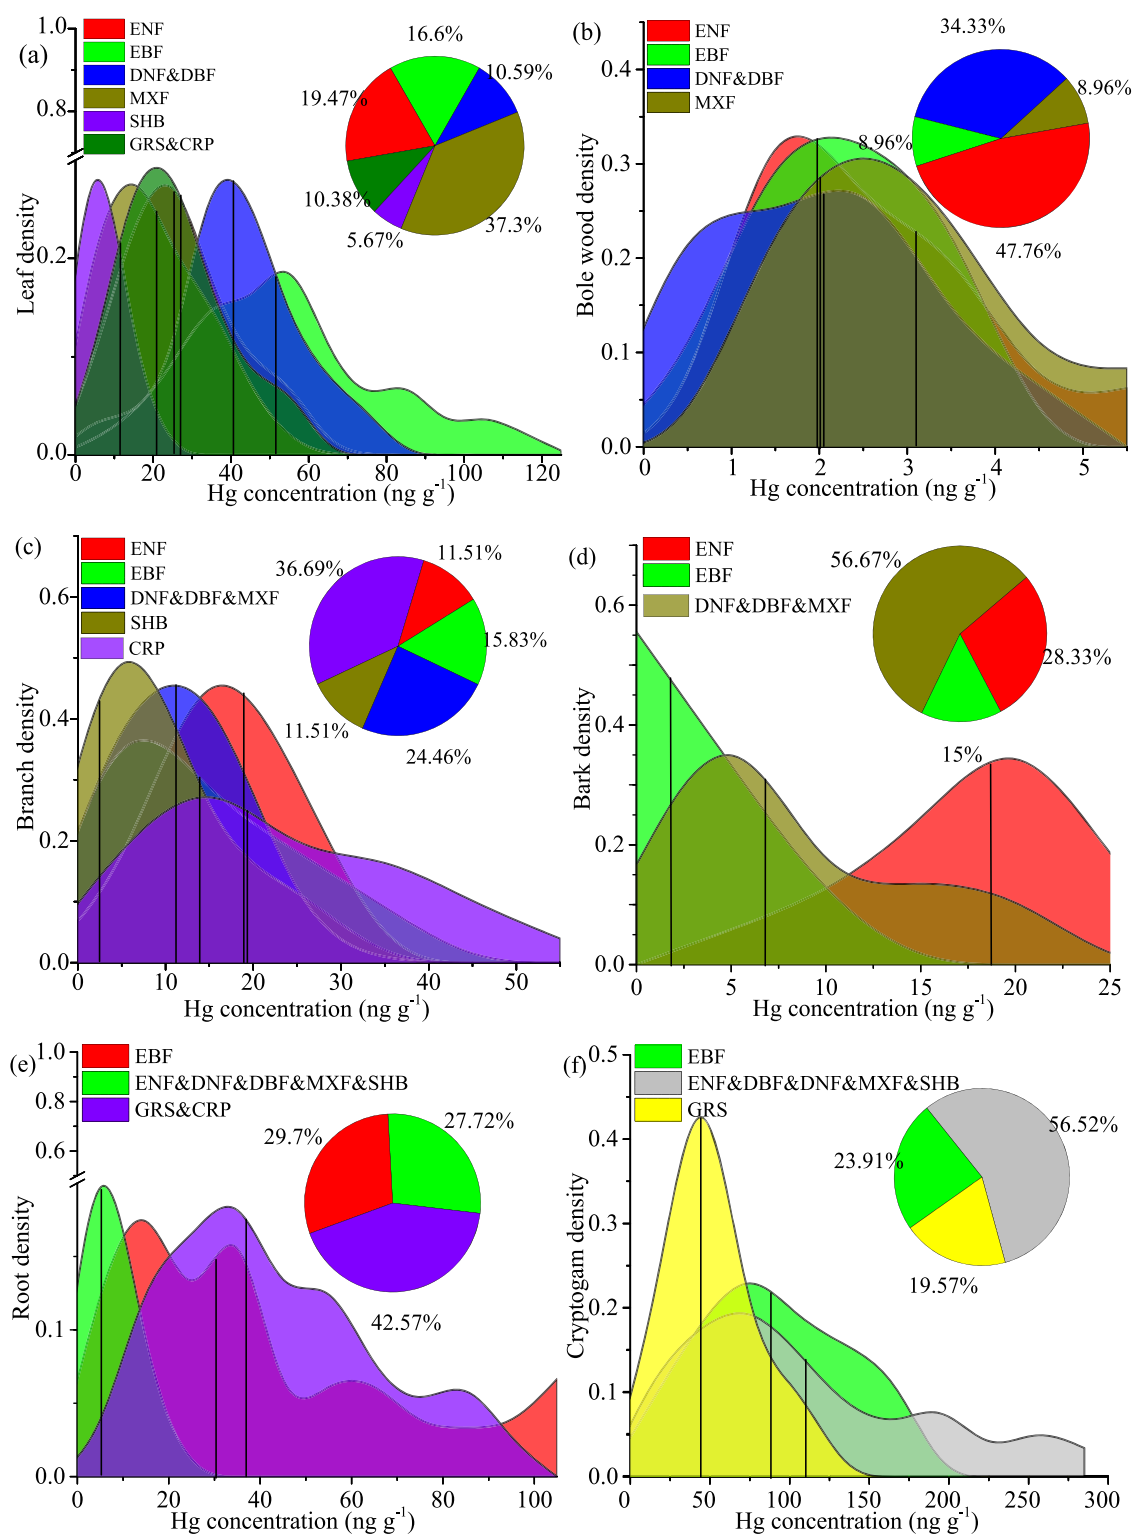 (a)
ENF
EBF
DNF&DBF
MXF
SHB
GRS&CRP
16.6%
10.59%
19.47%
10.38%
5.67%
37.3%
1.0
0.8
0.2
0.0
Leaf density
0 20 40 60 80 100 120
Hg concentration (ng g-1)
(b)
ENF
EBF
DNF&DBF
MXF
34.33%
8.96%
8.96%
47.76%
0.4
0.3
0.2
0.1
0.0
Bole wood density
0 1 2 3 4 5
Hg concentration (ng g-1)
(c)
ENF
EBF
DNF&DBF&MXF
SHB
CRP
36.69%
11.51%
15.83%
11.51%
24.46%
0.6
0.4
0.2
0.0
Branch density
0 10 20 30 40 50
Hg concentration (ng g-1)
(d)
ENF
EBF
DNF&DBF&MXF
56.67%
28.33%
15%
0.6
0.4
0.2
0.0
Bark density
0 5 10 15 20 25
Hg concentration (ng g-1)
(e)
EBF
ENF&DNF&DBF&MXF&SHB
GRS&CRP
27.72%
29.7%
42.57%
1.0
0.8
0.6
0.1
0.0
Root density
0 20 40 60 80 100
Hg concentration (ng g-1)
(f)
EBF
ENF&DBF&DNF&MXF&SHB
GRS
56.52%
23.91%
19.57%
0.5
0.4
0.3
0.2
0.1
0.0
Cryptogam density
0 50 100 150 200 250 300
Hg concentration (ng g-1)